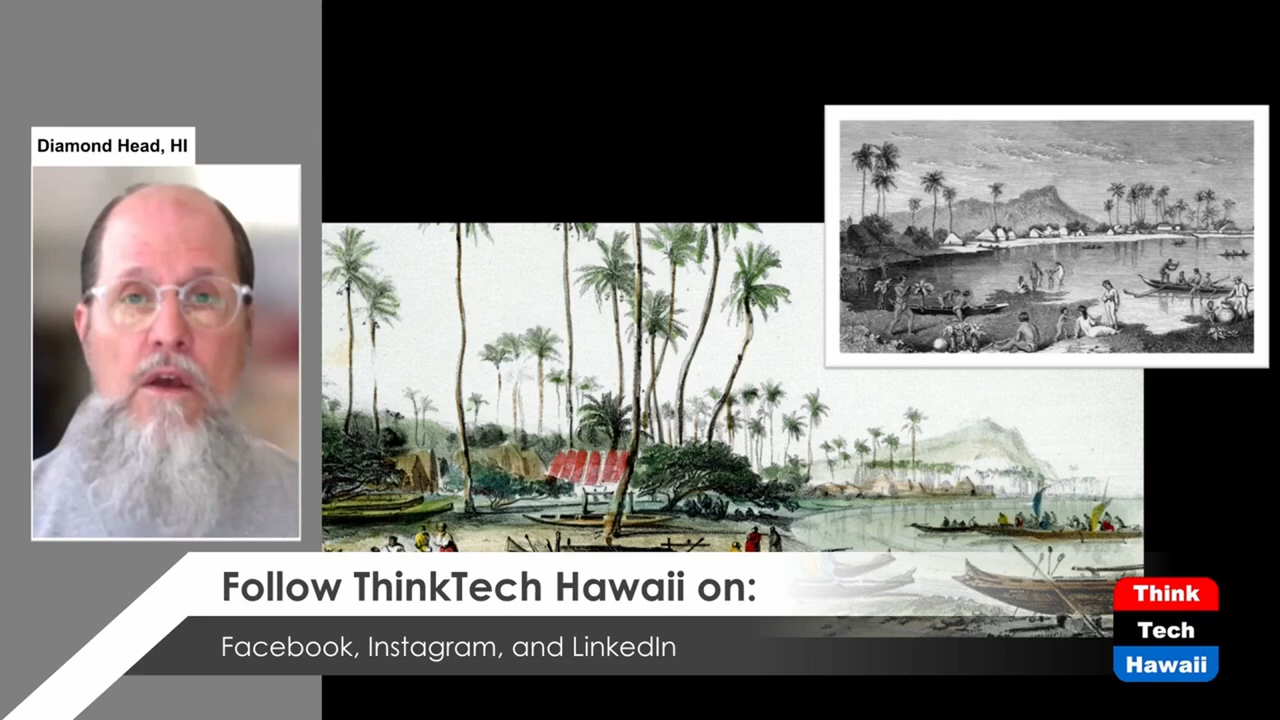 Diamond Head, HI
Follow ThinkTech Hawaii on:
Facebook, Instagram, and LinkedIn
Think
Tech
Hawaii